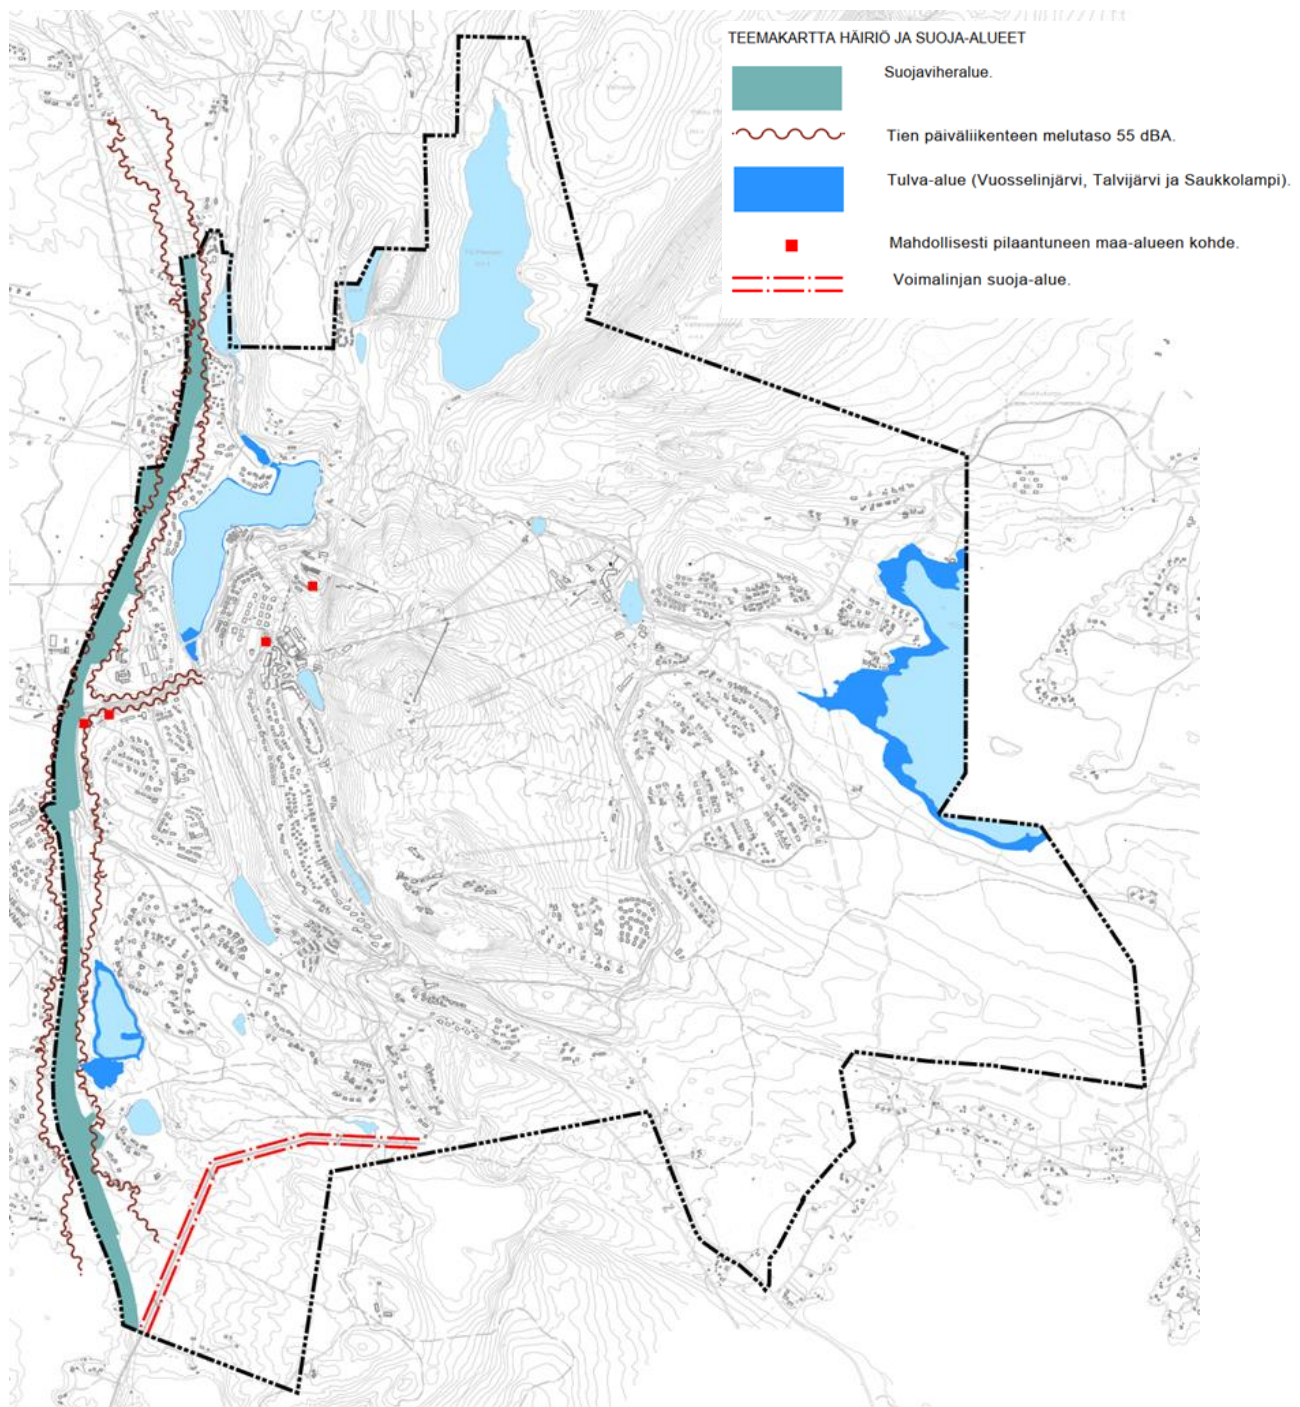 TEEMAKARTTA HÄIRIÖ JA SUOJA-ALUEET
Suojaviheralue.
Tien päiväliikenteen melutaso 55 dBA.
Tulva-alue (Vuosselinjärvi, Talvijärvi ja Saukkolampi).
Mahdollisesti pilaantuneen maa-alueen kohde.
Voimalinjan suoja-alue.